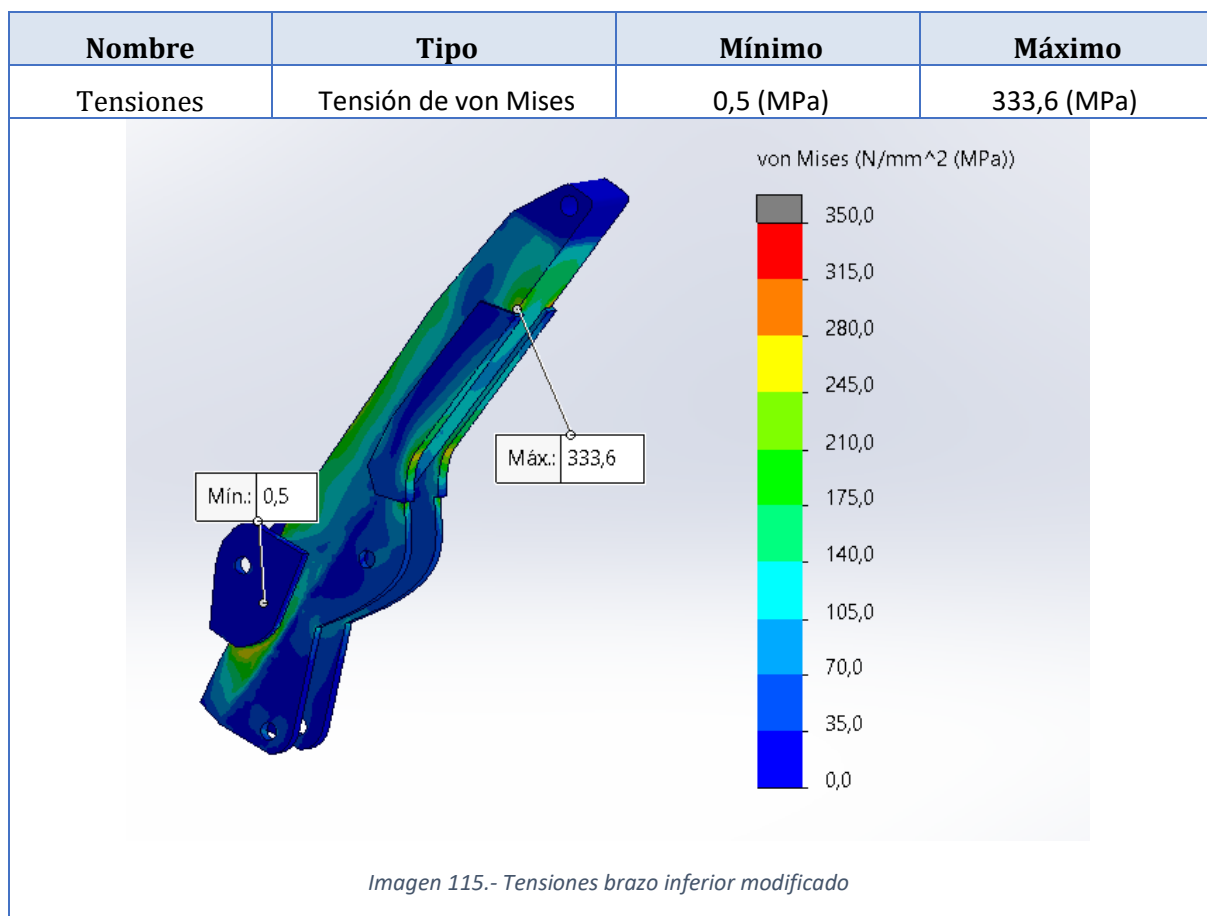 Nombre Tipo Mínimo Máximo
Tensiones Tensión de von Mises 0,5 (MPa) 333,6 (MPa)
von Mises (N/mm^2 (MPa))
350,0
315,0
280,0
245,0
210,0
175,0
140,0
105,0
70,0
35,0
0,0
Máx.: 333,6
Mín.: 0,5
Imagen 115.- Tensiones brazo inferior modificado